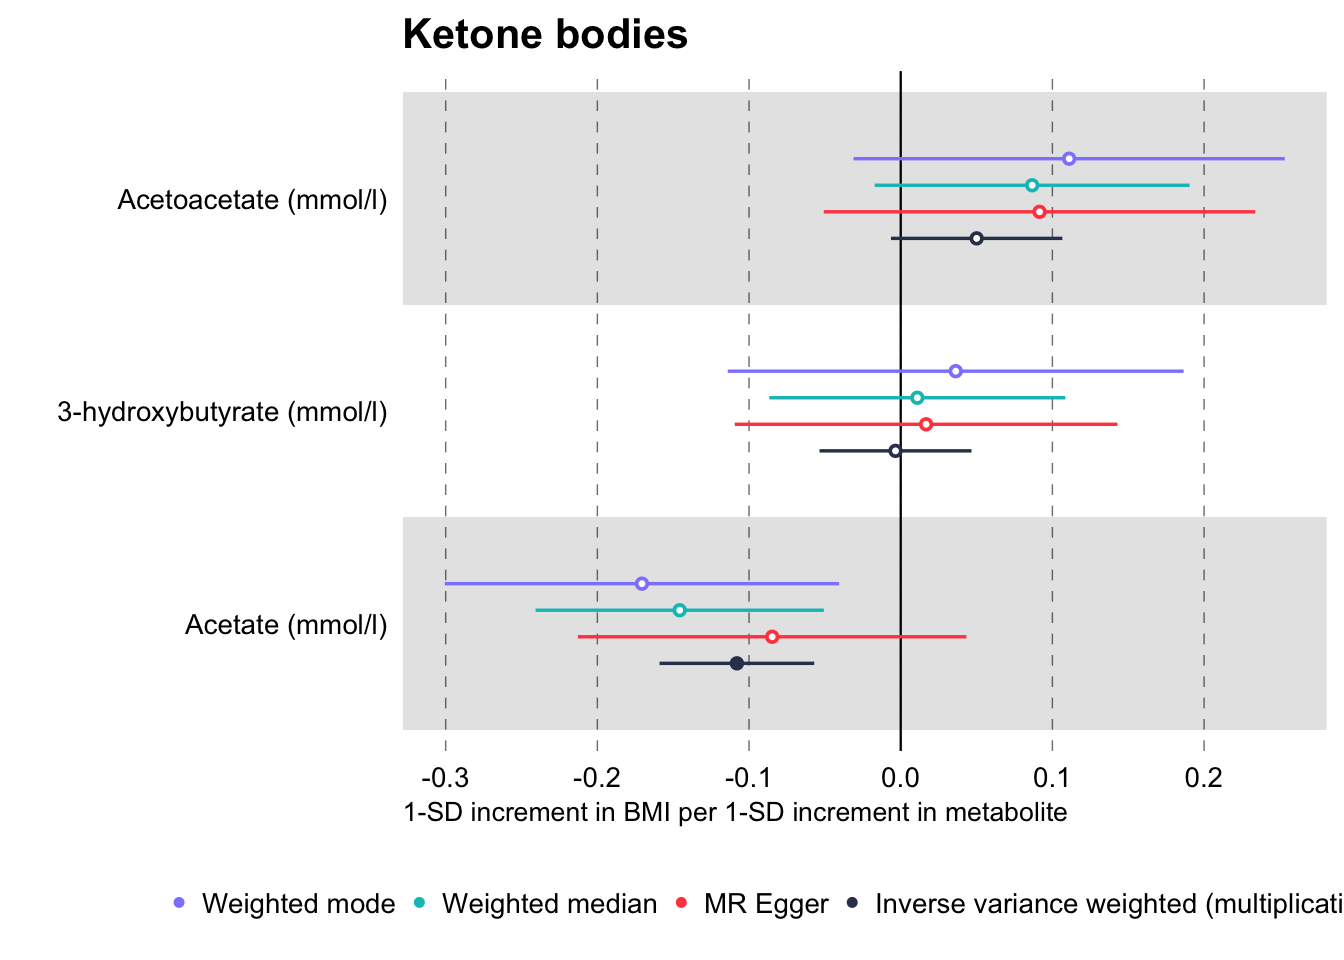 Ketone bodies
Acetoacetate (mmol/l)
3-hydroxybutyrate (mmol/l)
Acetate (mmol/l)
-0.3 -0.2 -0.1 0.0 0.1 0.2
1-SD increment in BMI per 1-SD increment in metabolite
Weighted mode Weighted median MR Egger Inverse variance weighted (multiplicati